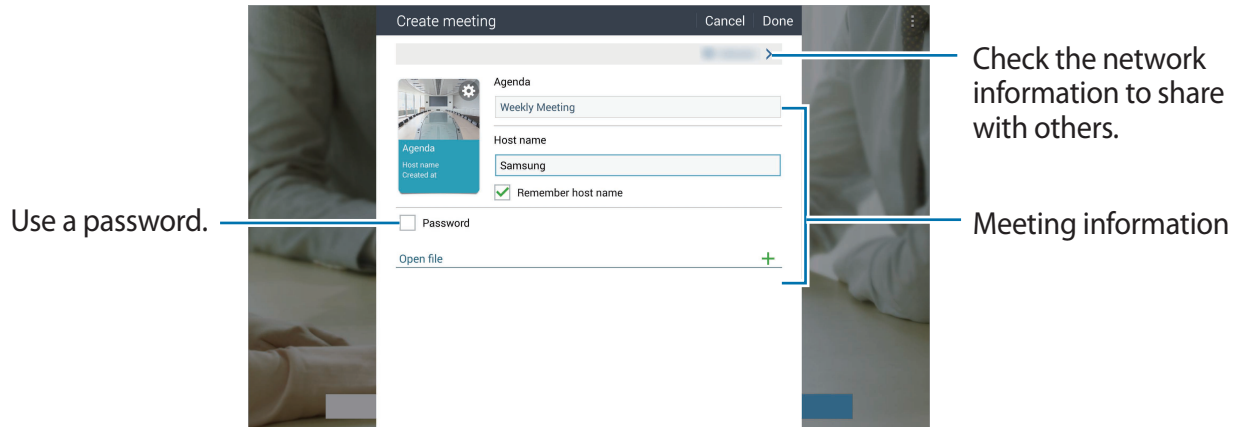 Create meeting Cancel Done
Check the network
information to share
with others.
Agenda
Weekly Meeting
Host name
Samsung
Remember host name
Agenda
Host name
Created at
Use a password.
Password
Meeting information
Open file